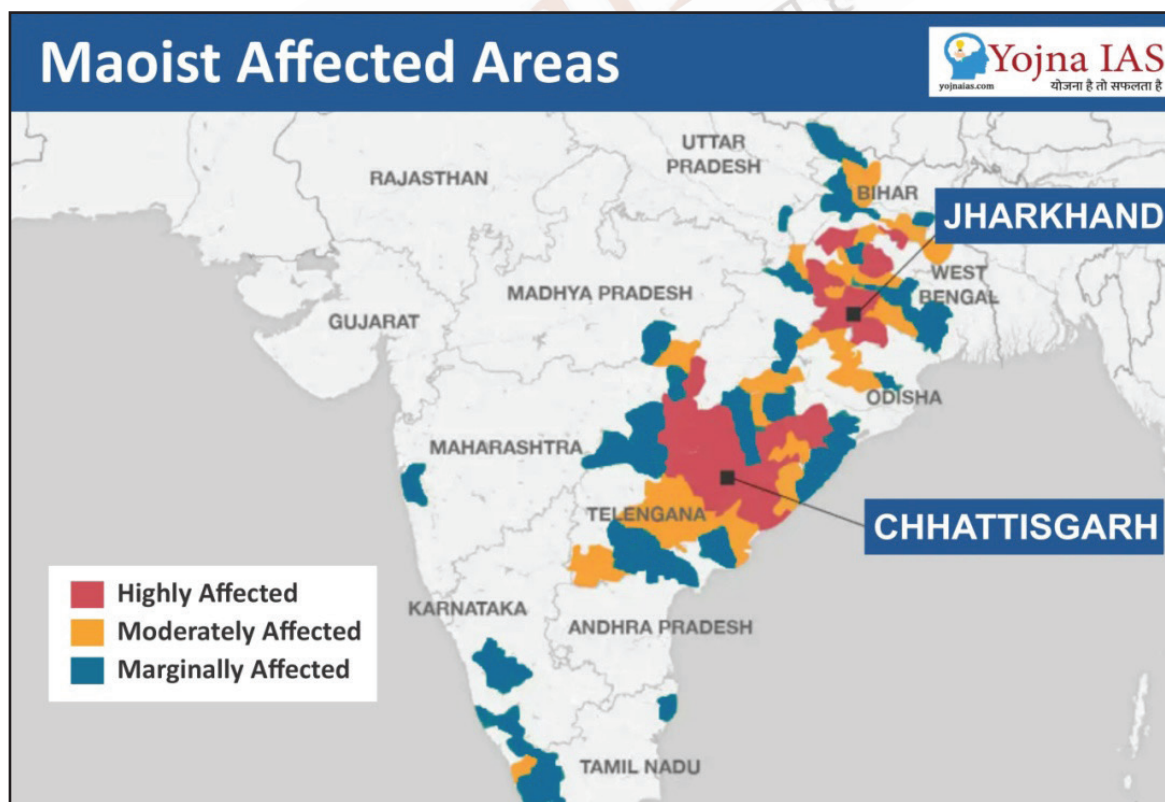 Maoist Affected Areas
Yojna IAS
yojnaias.com
योजना है तो सफलता है
UTTAR
PRADESH
RAJASTHAN
BIHAR
JHARKHAND
WEST
BENGAL
MADHYA PRADESH
GUJARAT
ODISHA
MAHARASHTRA
TELENGANA
CHHATTISGARH
Highly Affected
Moderately Affected
Marginally Affected
KARNATAKA
ANDHRA PRADESH
TAMIL NADU